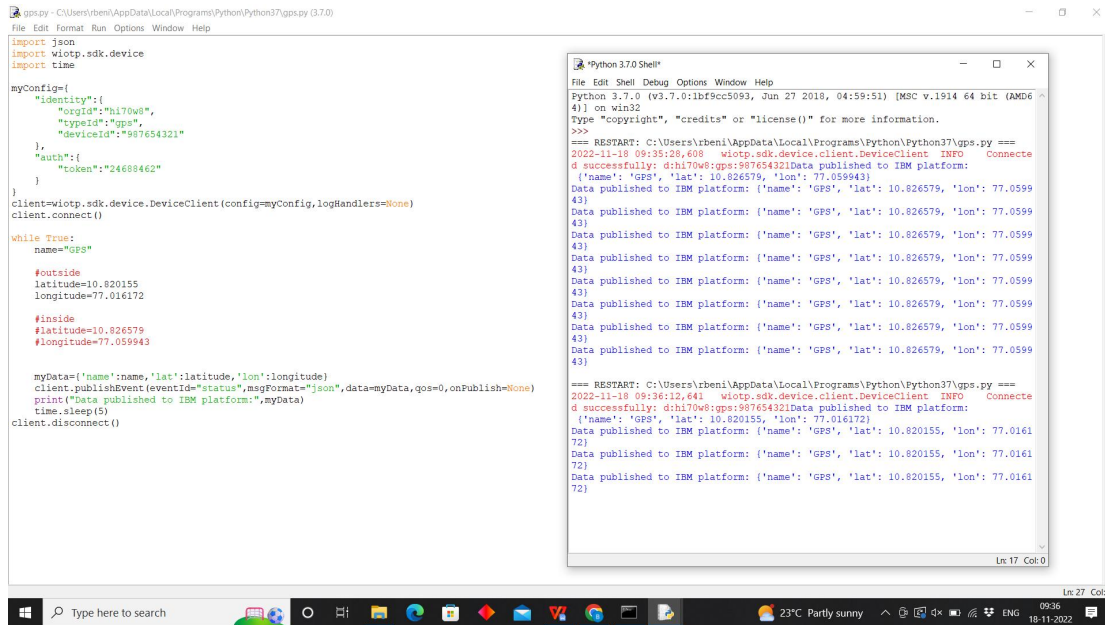 gps.py - C:\Users\rbeni\AppData\Local\Programs\Python\Python37\gps.py (3.7.0)
File Edit Format Run Options Window Help
import json
import wiotp.sdk.device
import time
myConfig={
"identity":{
"orgId":"hi70w8",
"typeId":"gps",
"deviceId":"987654321"
},
"auth":{
"token":"24688462"
}
}
client=wiotp.sdk.device.DeviceClient(config=myConfig,logHandlers=None)
client.connect()
while True:
name="GPS"
#outside
latitude=10.820155
longitude=77.016172
#inside
#latitude=10.826579
#longitude=77.059943
myData={'name':name,'lat':latitude,'lon':longitude}
client.publishEvent(eventId="status",msgFormat="json",data=myData,qos=0,onPublish=None)
print("Data published to IBM platform:",myData)
time.sleep(5)
client.disconnect()
*Python 3.7.0 Shell*
File Edit Shell Debug Options Window Help
Python 3.7.0 (v3.7.0:1bf9cc5093, Jun 27 2018, 04:59:51) [MSC v.1914 64 bit (AMD6
4)] on win32
Type "copyright", "credits" or "license()" for more information.
>>>
=== RESTART: C:\Users\rbeni\AppData\Local\Programs\Python\Python37\gps.py ===
2022-11-18 09:35:28,608 wiotp.sdk.device.client.DeviceClient INFO Connecte
d successfully: d:hi70w8:gps:987654321Data published to IBM platform:
{'name': 'GPS', 'lat': 10.826579, 'lon': 77.059943}
Data published to IBM platform: {'name': 'GPS', 'lat': 10.826579, 'lon': 77.0599
43}
Data published to IBM platform: {'name': 'GPS', 'lat': 10.826579, 'lon': 77.0599
43}
Data published to IBM platform: {'name': 'GPS', 'lat': 10.826579, 'lon': 77.0599
43}
Data published to IBM platform: {'name': 'GPS', 'lat': 10.826579, 'lon': 77.0599
43}
Data published to IBM platform: {'name': 'GPS', 'lat': 10.826579, 'lon': 77.0599
43}
Data published to IBM platform: {'name': 'GPS', 'lat': 10.826579, 'lon': 77.0599
43}
Data published to IBM platform: {'name': 'GPS', 'lat': 10.826579, 'lon': 77.0599
43}
Data published to IBM platform: {'name': 'GPS', 'lat': 10.826579, 'lon': 77.0599
43}
=== RESTART: C:\Users\rbeni\AppData\Local\Programs\Python\Python37\gps.py ===
2022-11-18 09:36:12,641 wiotp.sdk.device.client.DeviceClient INFO Connecte
d successfully: d:hi70w8:gps:987654321Data published to IBM platform:
{'name': 'GPS', 'lat': 10.820155, 'lon': 77.016172}
Data published to IBM platform: {'name': 'GPS', 'lat': 10.820155, 'lon': 77.0161
72}
Data published to IBM platform: {'name': 'GPS', 'lat': 10.820155, 'lon': 77.0161
72}
Data published to IBM platform: {'name': 'GPS', 'lat': 10.820155, 'lon': 77.0161
72}
Ln: 17 Col: 0
Ln: 27 Col:
Type here to search
23°C Partly sunny
ENG
09:36
18-11-2022